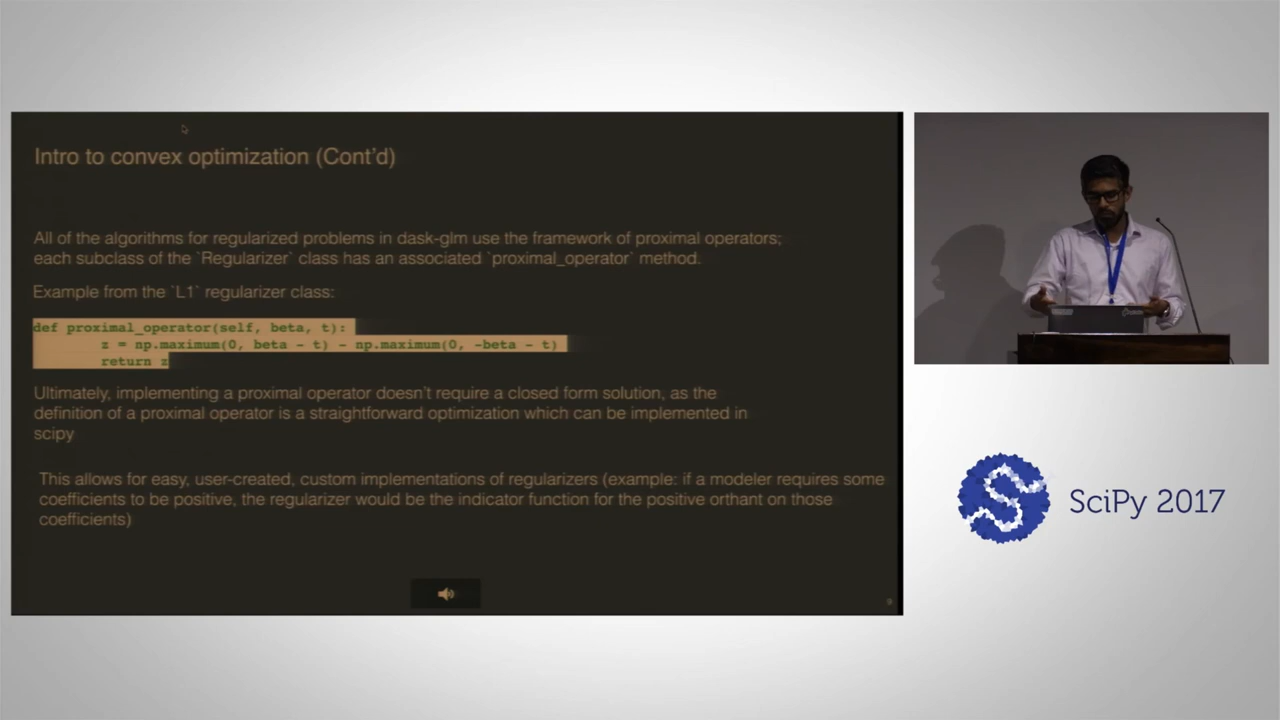 Intro to convex optimization (Cont'd)
All of the algorithms for regularized problems in dask-glm use the framework of proximal operators;
each subclass of the `Regularizer` class has an associated `proximal_operator` method.
Example from the `L1` regularizer class:
def proximal_operator(self, beta, t):
z = np.maximum(0, beta - t) - np.maximum(0, -beta - t)
return z
Ultimately, implementing a proximal operator doesn't require a closed form solution, as the
definition of a proximal operator is a straightforward optimization which can be implemented in
scipy
This allows for easy, user-created, custom implementations of regularizers (example: if a modeler requires some
coefficients to be positive, the regularizer would be the indicator function for the positive orthant on those
coefficients)
SciPy 2017